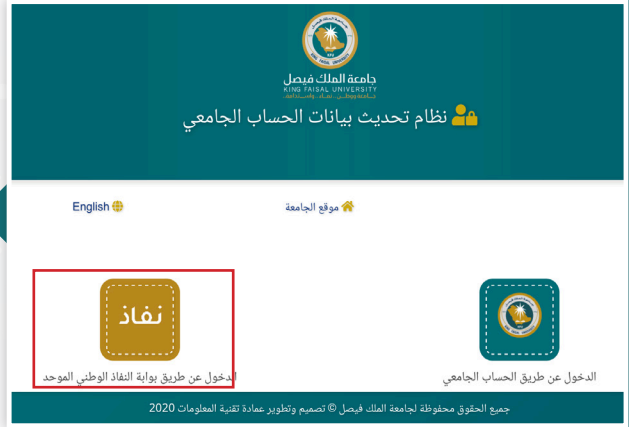 جامعة الملك فيصل
KING FAISAL UNIVERSITY
نظام تحديث بيانات الحساب الجامعي
موقع الجامعة
English
نفاذ
الدخول عن طريق الحساب الجامعي
الدخول عن طريق بوابة النفاذ الوطني الموحد
جميع الحقوق محفوظة لجامعة الملك فيصل © تصميم وتطوير عمادة تقنية المعلومات 2020